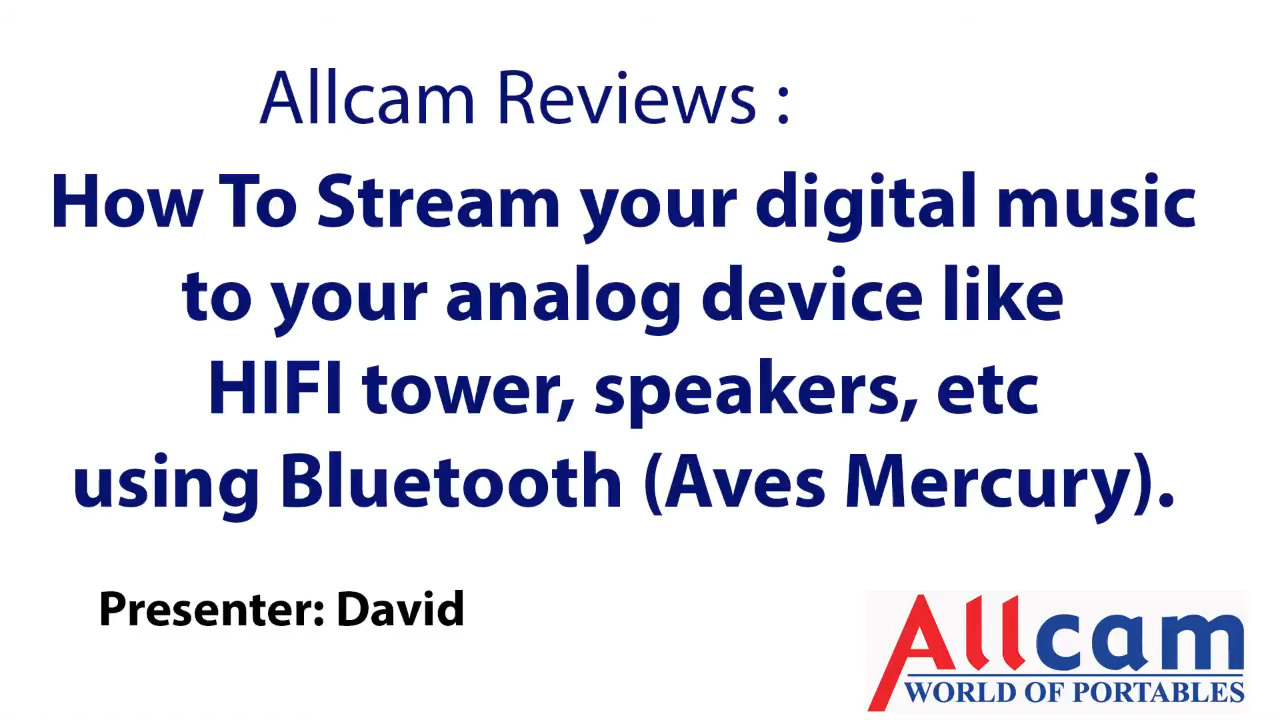 Allcam Reviews :
How To Stream your digital music
to your analog device like
HIFI tower, speakers, etc
using Bluetooth (Aves Mercury).
Presenter: David
Allcam
WORLD OF PORTABLES